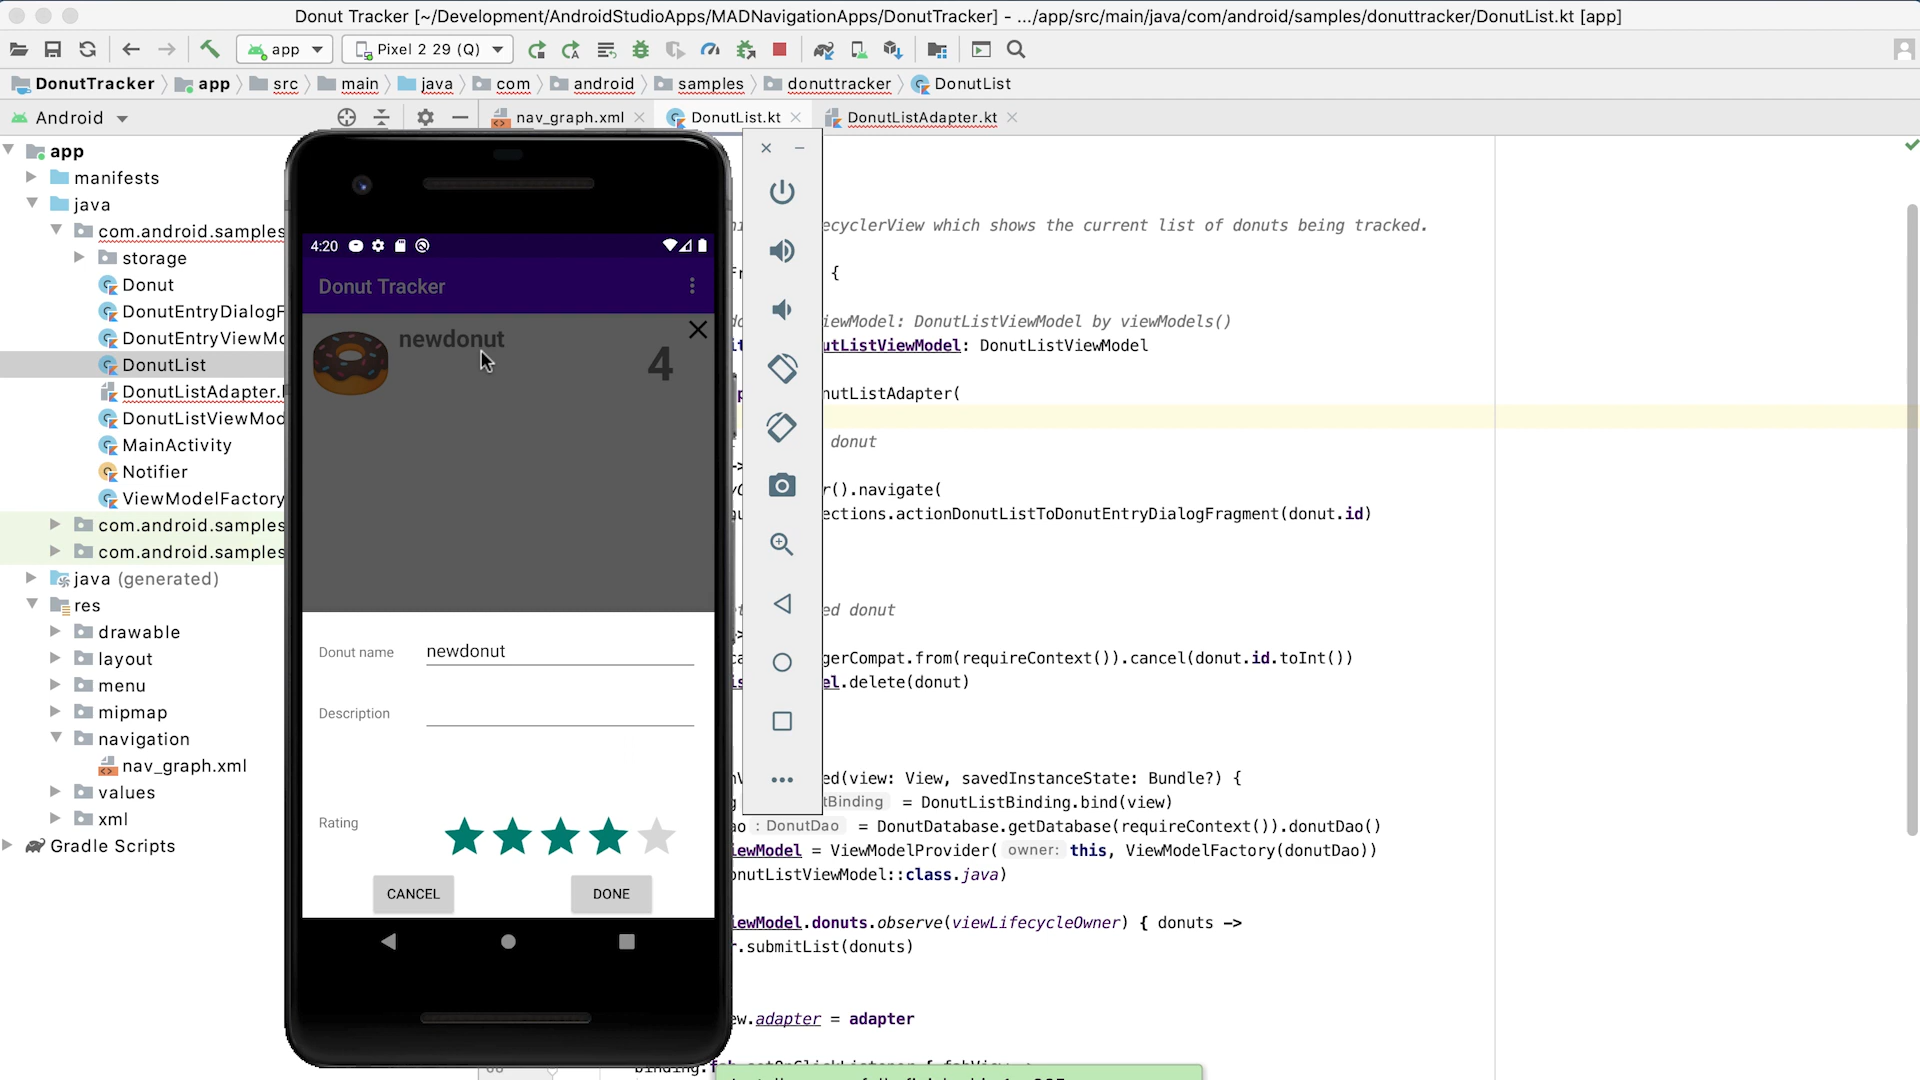 Donut Tracker [~/Development/AndroidStudioApps/MADNavigationApps/DonutTracker] - .../app/src/main/java/com/android/samples/donuttracker/DonutList.kt [app]
app
Pixel 2 29 (Q)
DonutTracker
app
src
main
java
com
android
samples
donuttracker
DonutList
Android
nav_graph.xml
DonutList.kt
DonutListAdapter.kt
app
manifests
java
com.android.samples
storage
Donut
DonutEntryDialogF
DonutEntryViewMo
DonutList
DonutListAdapter.
DonutListViewMod
MainActivity
Notifier
ViewModelFactory
com.android.samples
com.android.samples
java (generated)
res
drawable
layout
menu
mipmap
navigation
nav_graph.xml
values
xml
Gradle Scripts
4:20
Donut Tracker
newdonut
4
Donut name
newdonut
Description
Rating
CANCEL
DONE
ecyclerView which shows the current list of donuts being tracked.
{
iewModel: DonutListViewModel by viewModels()
utListViewModel: DonutListViewModel
nutListAdapter(
donut
r().navigate(
ections.actionDonutListToDonutEntryDialogFragment(donut.id)
ed donut
gerCompat.from(requireContext()).cancel(donut.id.toInt())
el.delete(donut)
ed(view: View, savedInstanceState: Bundle?) {
tBinding = DonutListBinding.bind(view)
ao : DonutDao = DonutDatabase.getDatabase(requireContext()).donutDao()
iewModel = ViewModelProvider( owner: this, ViewModelFactory(donutDao))
onutListViewModel::class.java)
iewModel.donuts.observe(viewLifecycleOwner) { donuts ->
r.submitList(donuts)
ew.adapter = adapter